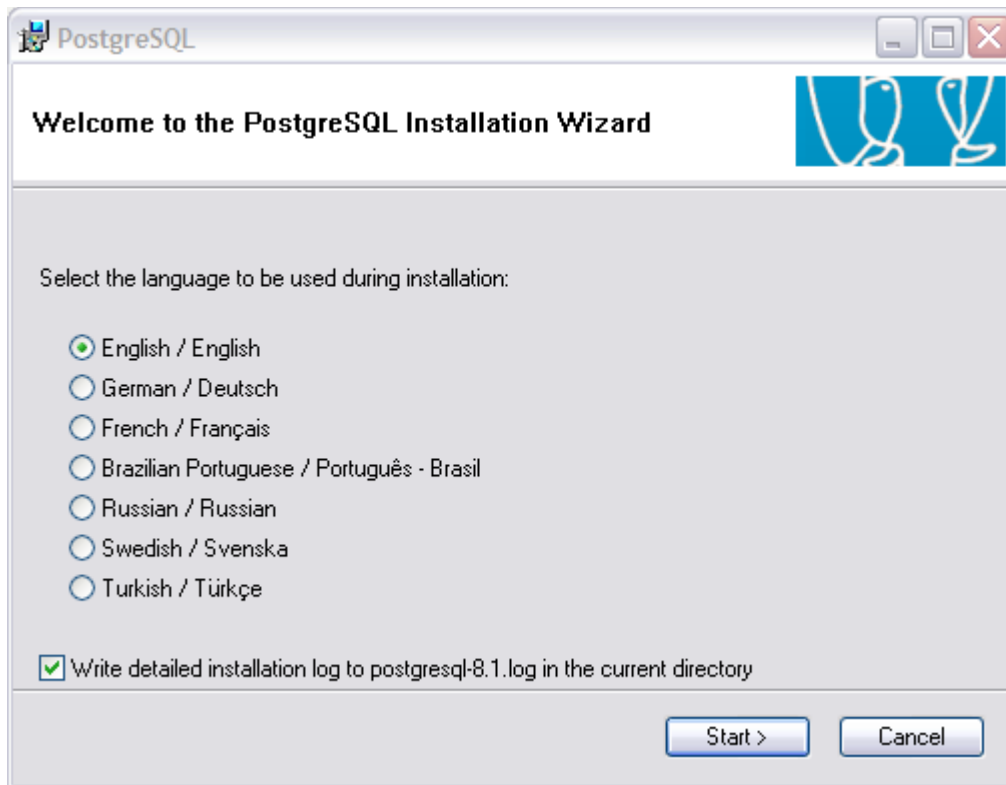 PostgreSQL
Welcome to the PostgreSQL Installation Wizard
Select the language to be used during installation:
English / English
German / Deutsch
French / Français
Brazilian Portuguese / Português - Brasil
Russian / Russian
Swedish / Svenska
Turkish / Türkçe
Write detailed installation log to postgresql-8.1.log in the current directory
Start > Cancel